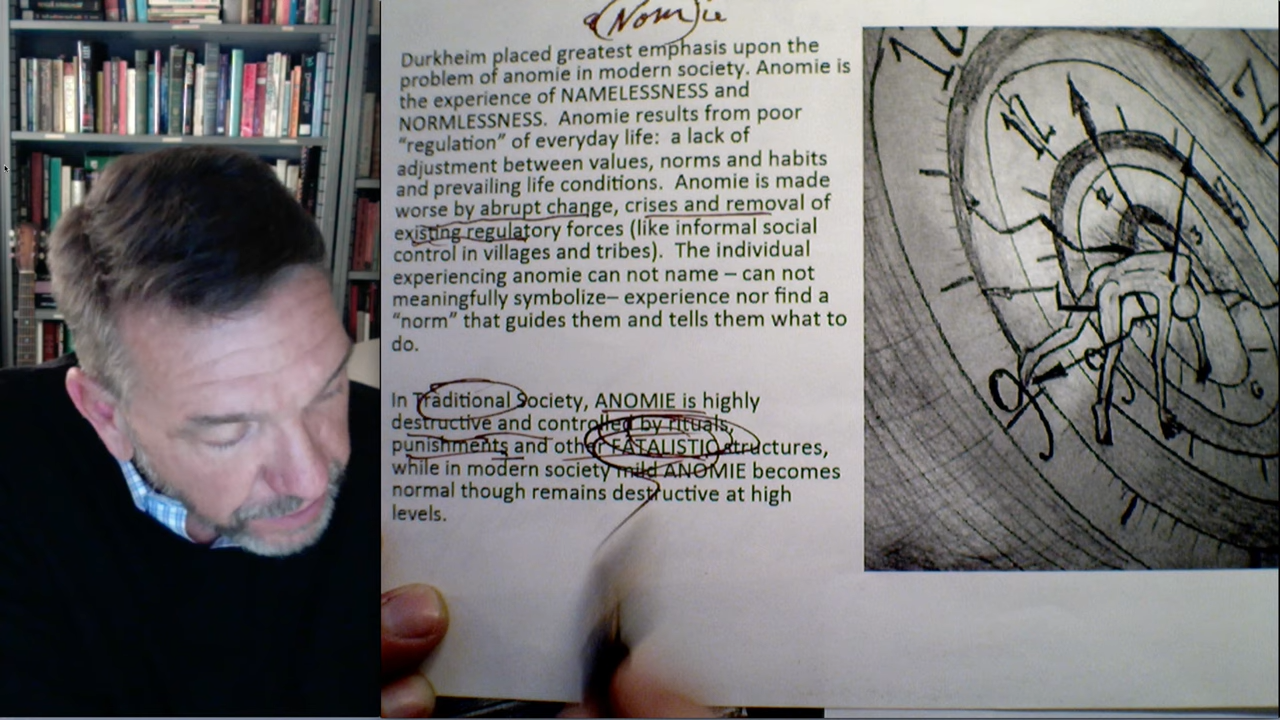 aNomie
Durkheim placed greatest emphasis upon the
problem of anomie in modern society. Anomie is
the experience of NAMELESSNESS and
NORMLESSNESS. Anomie results from poor
“regulation” of everyday life: a lack of
adjustment between values, norms and habits
and prevailing life conditions. Anomie is made
worse by abrupt change, crises and removal of
existing regulatory forces (like informal social
control in villages and tribes). The individual
experiencing anomie can not name – can not
meaningfully symbolize– experience nor find a
“norm” that guides them and tells them what to
do.
In Traditional Society, ANOMIE is highly
destructive and controlled by rituals,
punishments and other FATALISTIC structures,
while in modern society mild ANOMIE becomes
normal though remains destructive at high
levels.
12
9